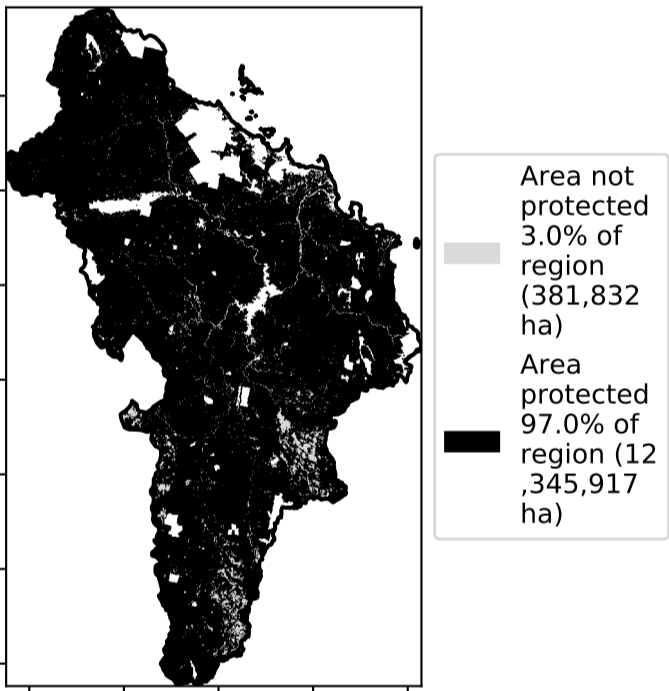 Area not
protected
3.0% of
region
(381,832
ha)
Area
protected
97.0% of
region (12
,345,917
ha)